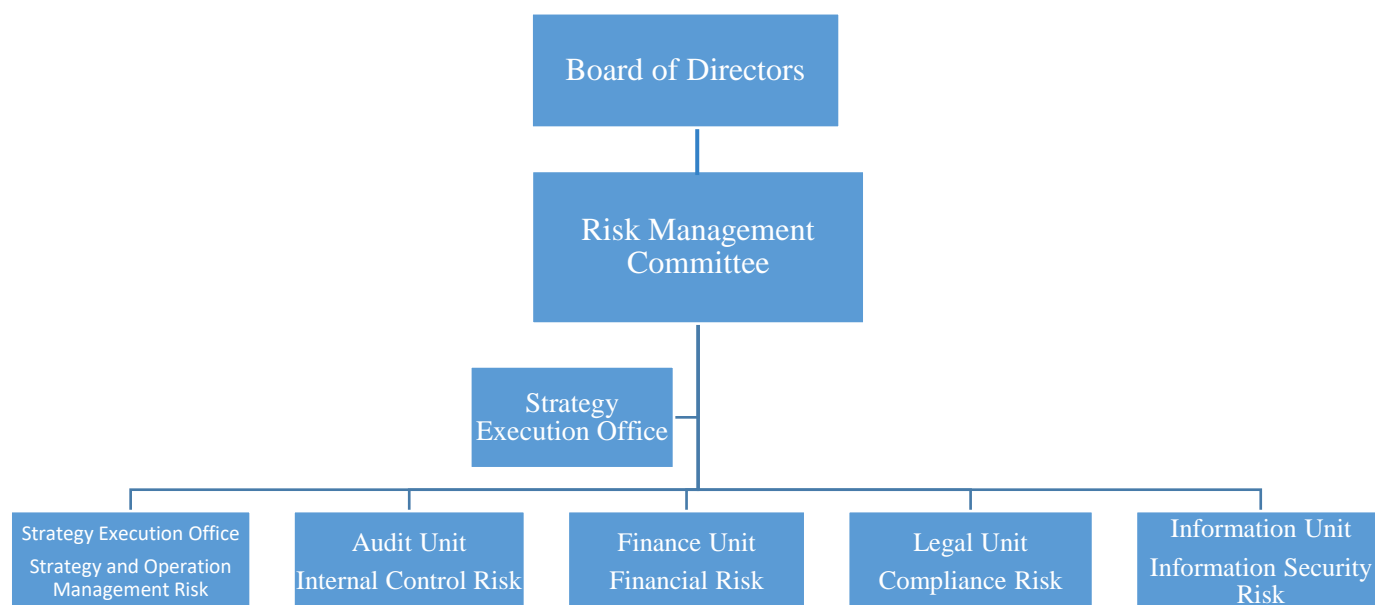 Board of Directors
Risk Management
Committee
Strategy
Execution Office
Strategy Execution Office
Strategy and Operation
Management Risk
Audit Unit
Internal Control Risk
Finance Unit
Financial Risk
Legal Unit
Compliance Risk
Information Unit
Information Security
Risk